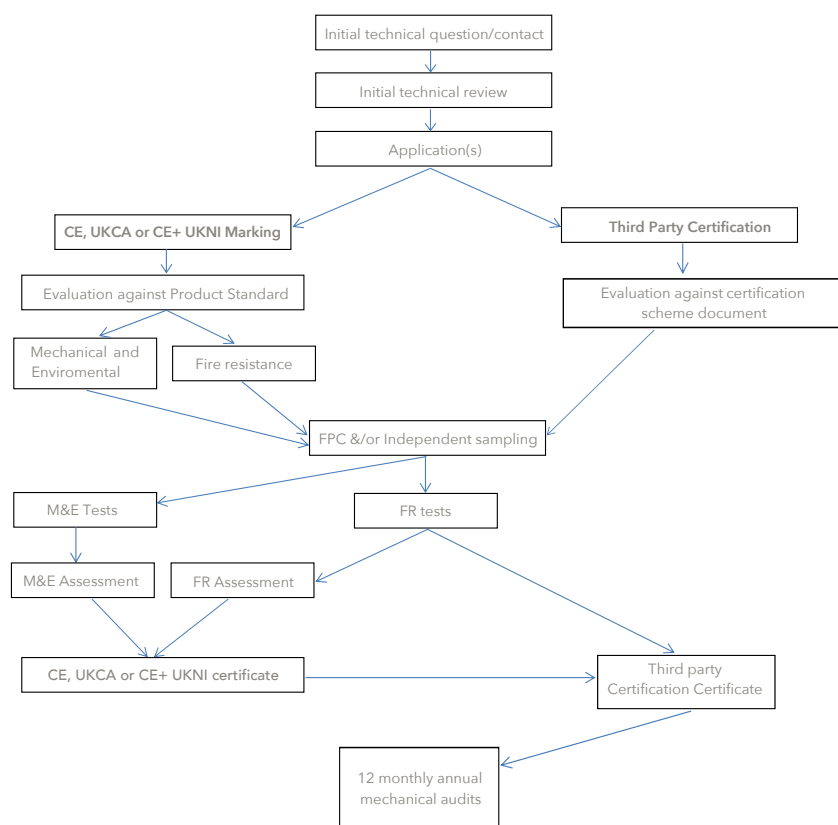 Initial technical question/contact
Initial technical review
Application(s)
CE, UKCA or CE+ UKNI Marking
Third Party Certification
Evaluation against Product Standard
Evaluation against certification
scheme document
Mechanical and
Enviromental
Fire resistance
FPC &/or Independent sampling
M&E Tests
FR tests
M&E Assessment
FR Assessment
CE, UKCA or CE+ UKNI certificate
Third party
Certification Certificate
12 monthly annual
mechanical audits